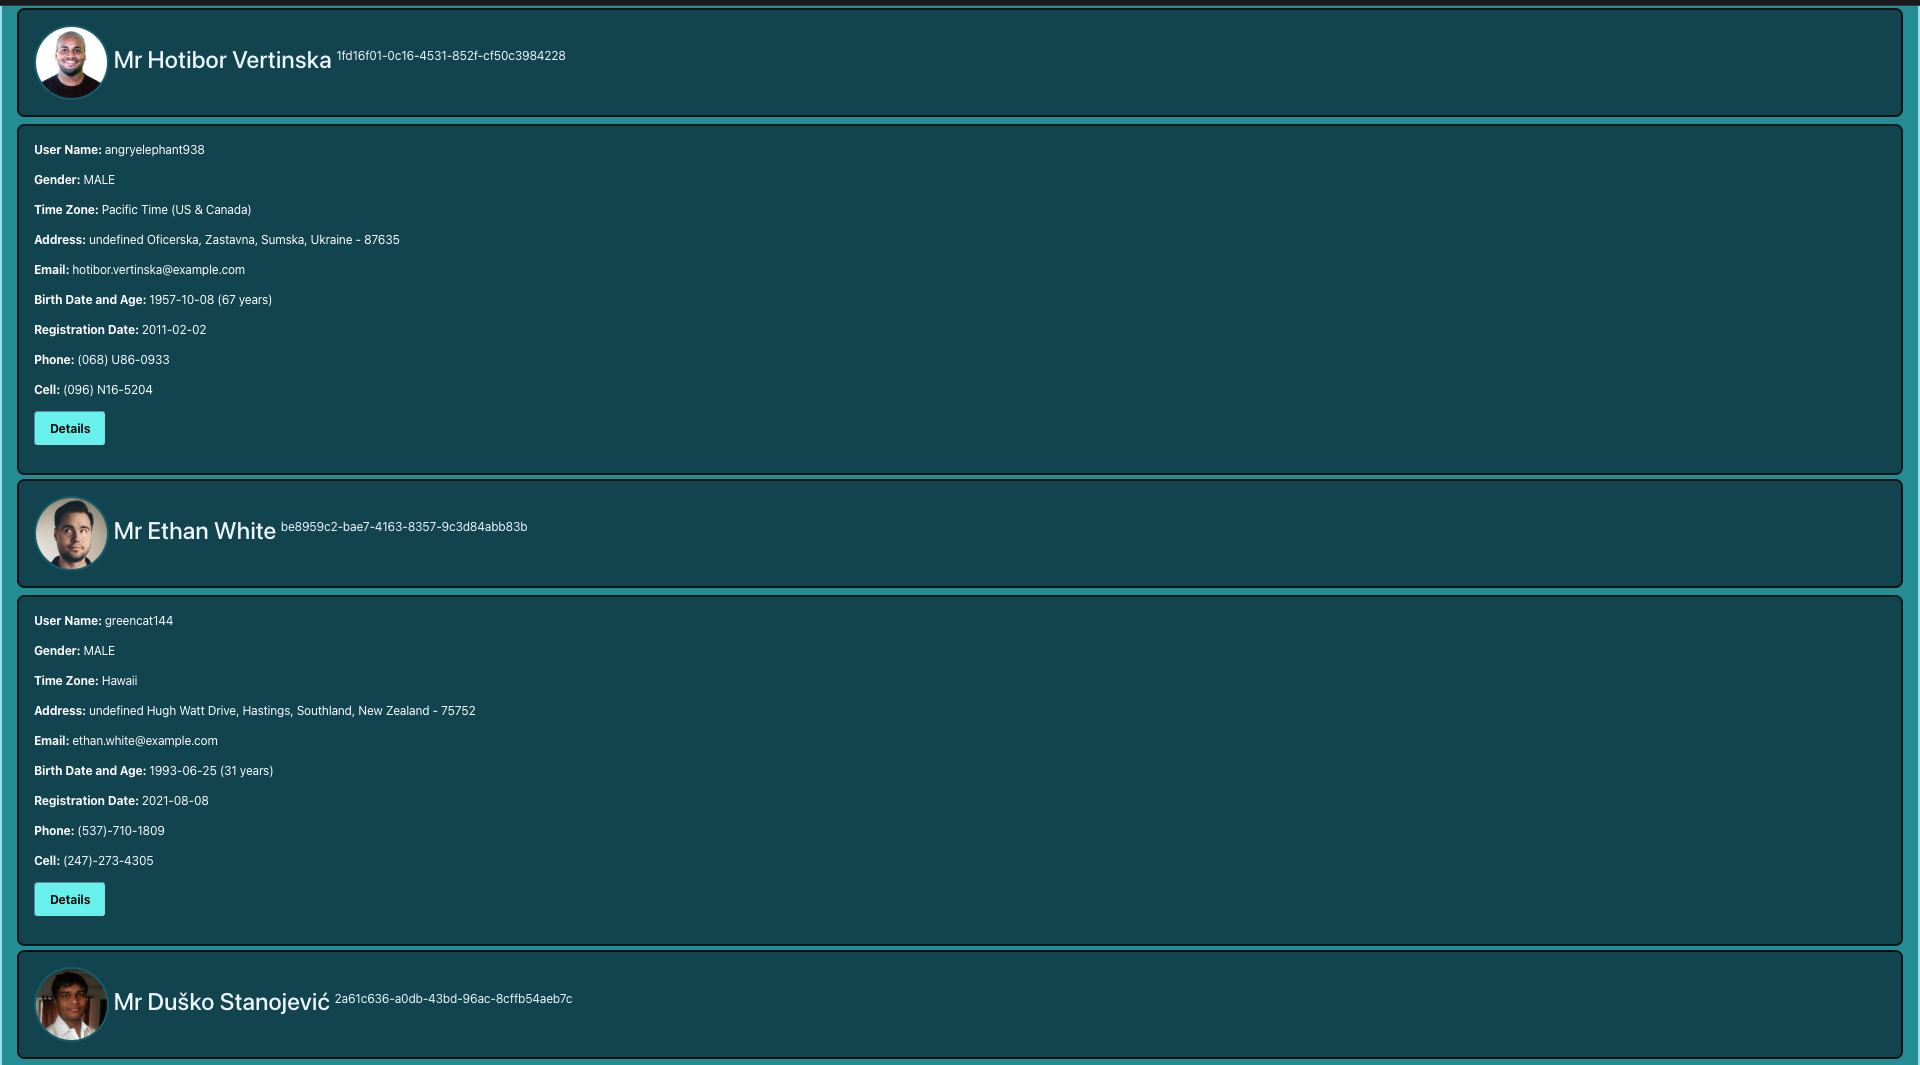 Mr Hotibor Vertinska 1fd16f01-0c16-4531-852f-cf50c3984228
User Name: angryelephant938
Gender: MALE
Time Zone: Pacific Time (US & Canada)
Address: undefined Oficerska, Zastavna, Sumska, Ukraine - 87635
Email: hotibor.vertinska@example.com
Birth Date and Age: 1957-10-08 (67 years)
Registration Date: 2011-02-02
Phone: (068) U86-0933
Cell: (096) N16-5204
Details
Mr Ethan White be8959c2-bae7-4163-8357-9c3d84abb83b
User Name: greencat144
Gender: MALE
Time Zone: Hawaii
Address: undefined Hugh Watt Drive, Hastings, Southland, New Zealand - 75752
Email: ethan.white@example.com
Birth Date and Age: 1993-06-25 (31 years)
Registration Date: 2021-08-08
Phone: (537)-710-1809
Cell: (247)-273-4305
Details
Mr Duško Stanojević 2a61c636-a0db-43bd-96ac-8cffb54aeb7c